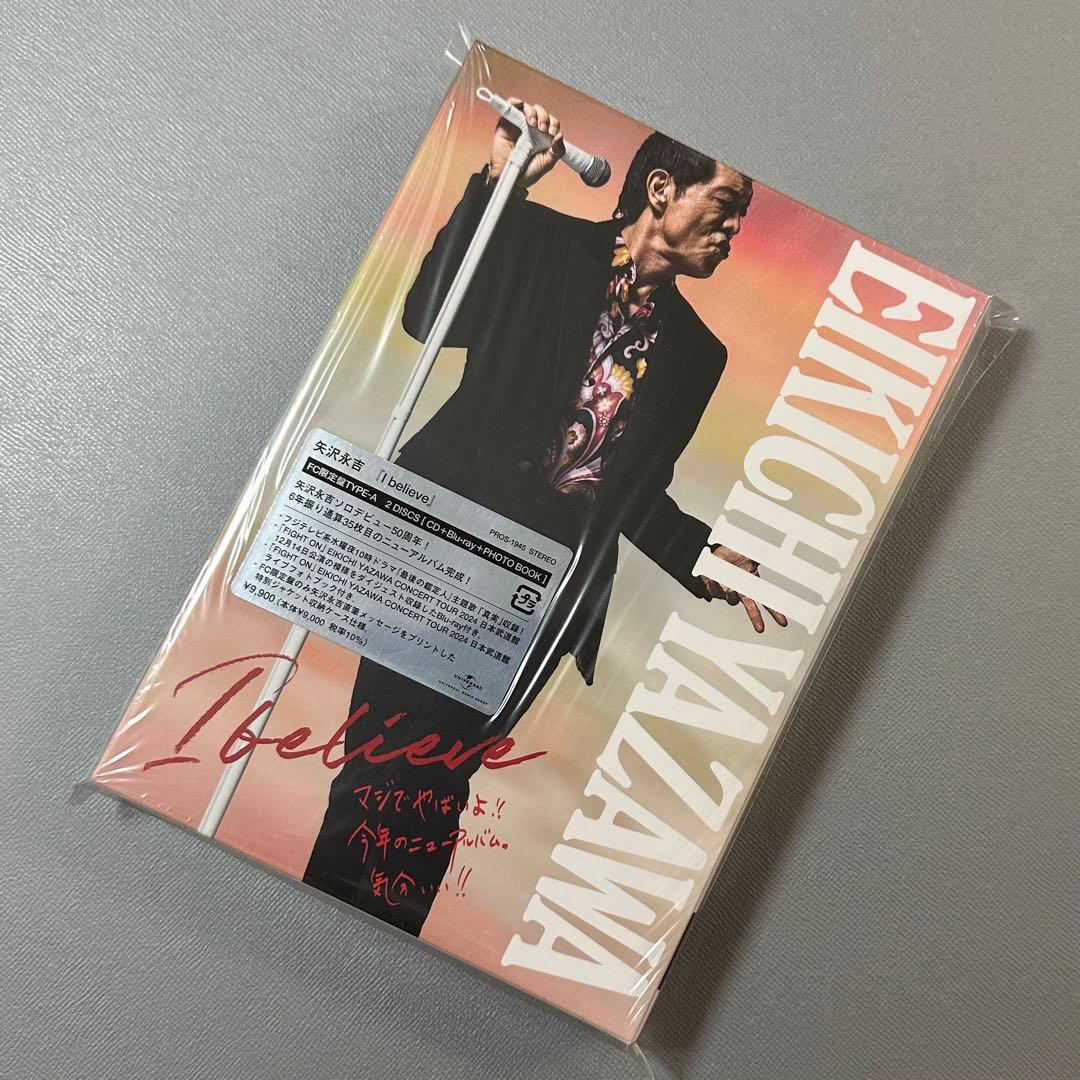 EIKICHI YAZAWA
矢沢永吉 『I believe』
PROS-1945 STEREO
FC限定盤TYPE-A 2 DISCS [ CD+Blu-ray+PHOTO BOOK ]
矢沢永吉ソロデビュー50周年！
6年振り通算35枚目のニューアルバム完成！
・フジテレビ系水曜夜10時ドラマ「最後の鑑定人」主題歌「真実」収録！
・「FIGHT ON」 EIKICHI YAZAWA CONCERT TOUR 2024 日本武道館
12月14日公演の模様をダイジェスト収録したBlu-ray付き
・「FIGHT ON」 EIKICHI YAZAWA CONCERT TOUR 2024 日本武道館
ライブフォトブック付き
・FC限定盤のみ矢沢永吉直筆メッセージをプリントした
特別ジャケット収納ケース仕様。
¥9,900（本体¥9,000 税率10%）
プラ
UNIVERSAL
UNIVERSAL MUSIC GROUP
I believe
マジでやばいよ!!
今年のニューアルバム。
気分いい!!